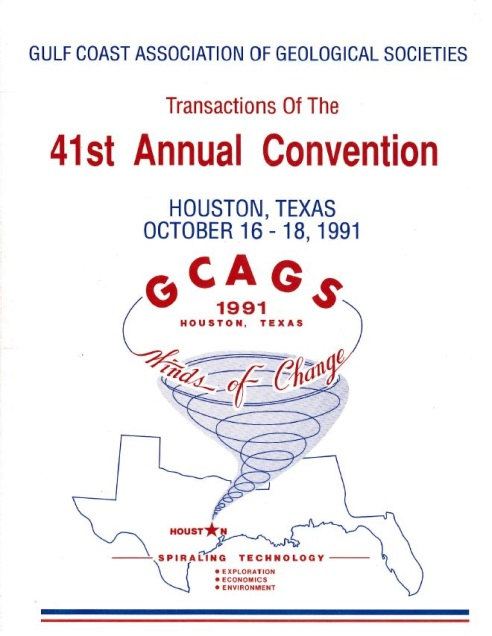 GULF COAST ASSOCIATION OF GEOLOGICAL SOCIETIES
Transactions Of The
41st Annual Convention
HOUSTON, TEXAS
OCTOBER 16 - 18, 1991
GCAGS
1991
HOUSTON, TEXAS
Winds of Change
HOUST★N
SPIRALING TECHNOLOGY
• EXPLORATION
• ECONOMICS
• ENVIRONMENT